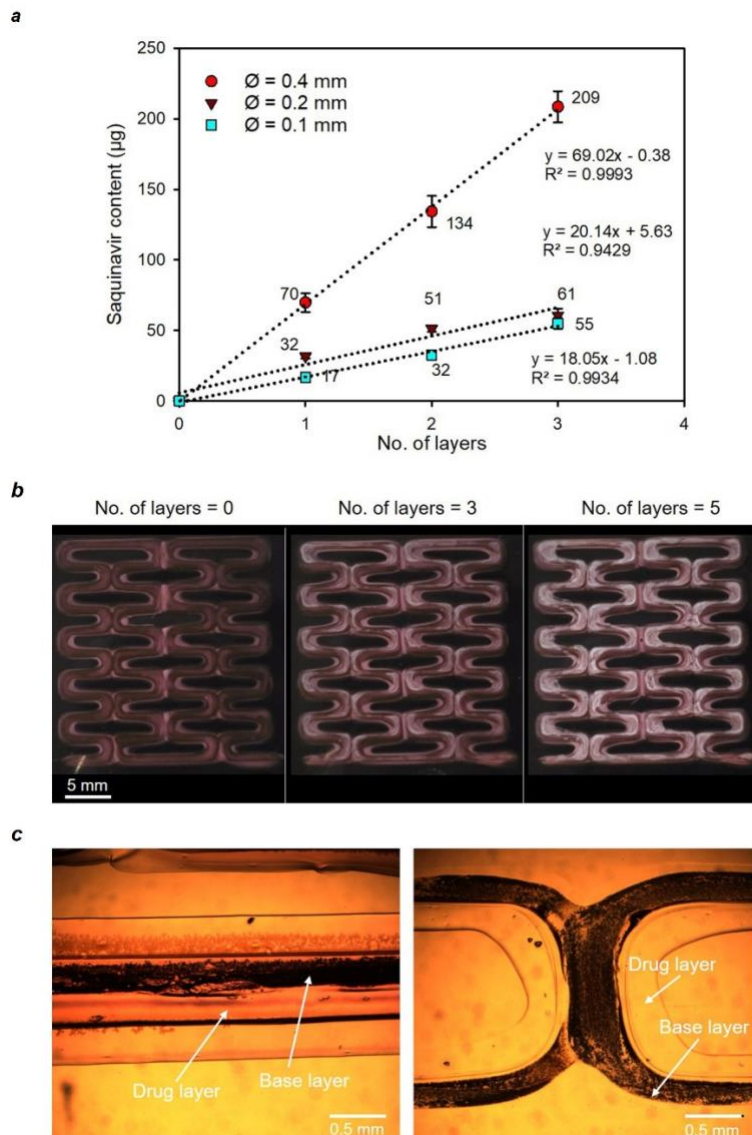 a
250
200
150
100
50
0
Saquinavir content (µg)
Ø = 0.4 mm
Ø = 0.2 mm
Ø = 0.1 mm
209
y = 69.02x - 0.38
R² = 0.9993
134
y = 20.14x + 5.63
R² = 0.9429
70
51
61
32
55
17
32
y = 18.05x - 1.08
R² = 0.9934
0
1
2
3
4
No. of layers
b
No. of layers = 0
No. of layers = 3
No. of layers = 5
5 mm
c
Drug layer
Base layer
0.5 mm
Drug layer
Base layer
0.5 mm